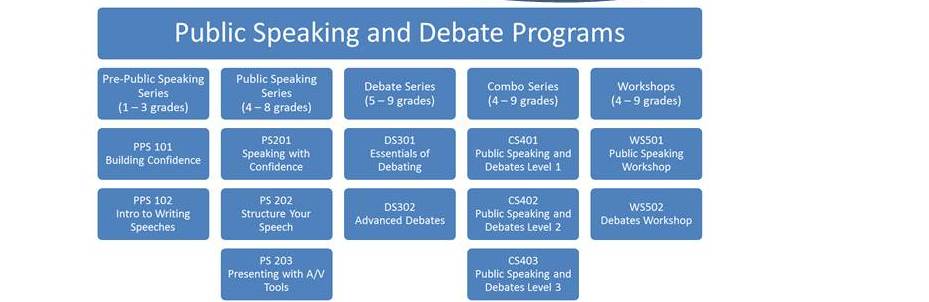 Public Speaking and Debate Programs
Pre-Public Speaking
Series
(1 – 3 grades)
Public Speaking
Series
(4 – 8 grades)
Debate Series
(5 – 9 grades)
Combo Series
(4 – 9 grades)
Workshops
(4 – 9 grades)
PPS 101
Building Confidence
PS201
Speaking with
Confidence
DS301
Essentials of
Debating
CS401
Public Speaking and
Debates Level 1
WS501
Public Speaking
Workshop
PPS 102
Intro to Writing
Speeches
PS 202
Structure Your
Speech
DS302
Advanced Debates
CS402
Public Speaking and
Debates Level 2
WS502
Debates Workshop
PS 203
Presenting with A/V
Tools
CS403
Public Speaking and
Debates Level 3